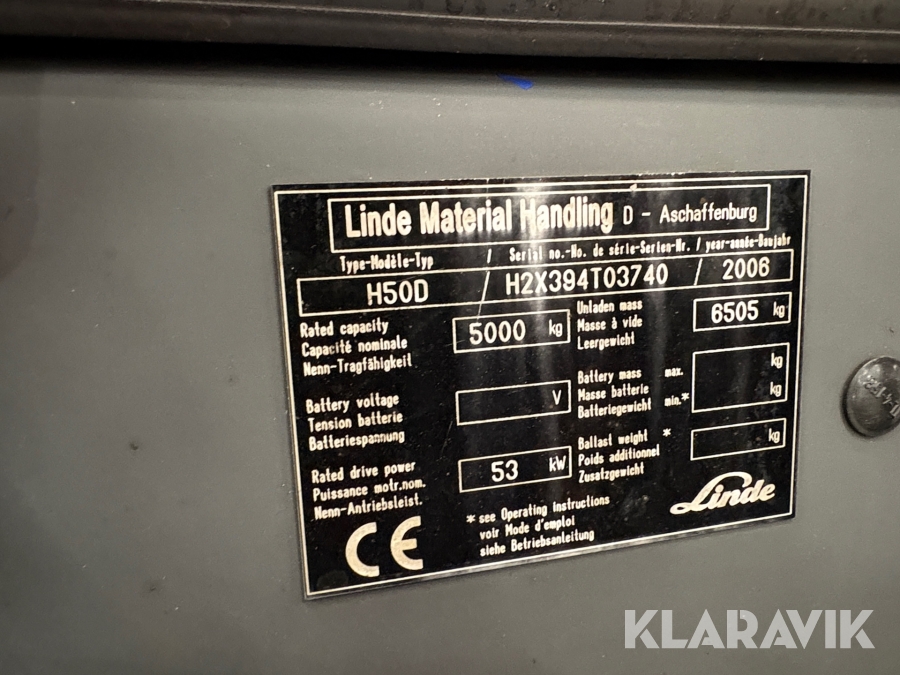 Linde Material Handling D - Aschaffenburg
Type-Modèle-Typ / Serial no.-No. de série-Serien-Nr. / year-année-Baujahr
H50D / H2X394T03740 / 2006
Rated capacity
Capacité nominale
Nenn-Tragfähigkeit
5000 kg
Unladen mass
Masse à vide
Leergewicht
6505 kg
Battery voltage
Tension batterie
Batteriespannung
V
Battery mass max.
Masse batterie
Batteriegewicht min.*
kg
kg
Rated drive power
Puissance motr.nom.
Nenn-Antriebsleist.
53 kW
Ballast weight *
Poids additionnel
Zusatzgewicht
kg
CE
* see Operating Instructions
voir Mode d'emploi
siehe Betriebsanleitung
Linde
KLARAVIK